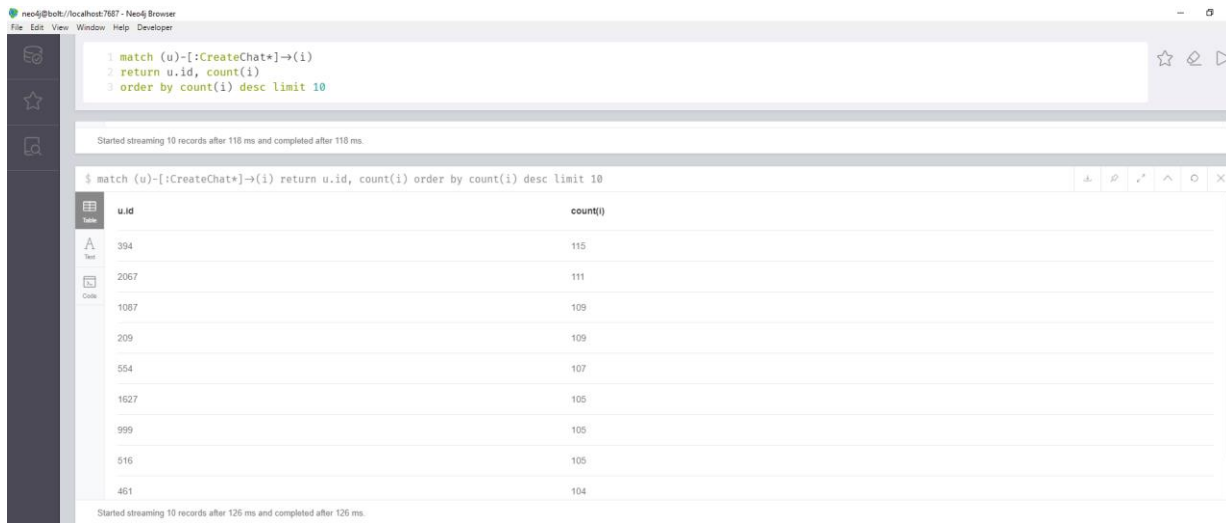 neo4j@bolt://localhost:7687 - Neo4j Browser
File Edit View Window Help Developer
1 match (u)-[:CreateChat*]→(i)
2 return u.id, count(i)
3 order by count(i) desc limit 10
Started streaming 10 records after 118 ms and completed after 118 ms.
$ match (u)-[:CreateChat*]→(i) return u.id, count(i) order by count(i) desc limit 10
Table
u.id count(i)
A
Text
394 115
2067 111
Code
1087 109
209 109
554 107
1627 105
999 105
516 105
461 104
Started streaming 10 records after 126 ms and completed after 126 ms.